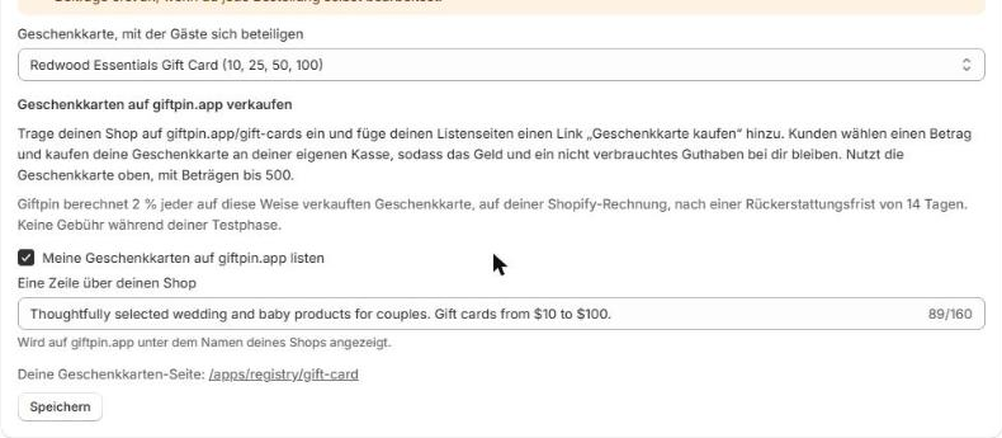 Geschenkkarte, mit der Gäste sich beteiligen
Redwood Essentials Gift Card (10, 25, 50, 100)
Geschenkkarten auf giftpin.app verkaufen
Trage deinen Shop auf giftpin.app/gift-cards ein und füge deinen Listenseiten einen Link „Geschenkkarte kaufen“ hinzu. Kunden wählen einen Betrag
und kaufen deine Geschenkkarte an deiner eigenen Kasse, sodass das Geld und ein nicht verbrauchtes Guthaben bei dir bleiben. Nutzt die
Geschenkkarte oben, mit Beträgen bis 500.
Giftpin berechnet 2 % jeder auf diese Weise verkauften Geschenkkarte, auf deiner Shopify-Rechnung, nach einer Rückerstattungsfrist von 14 Tagen.
Keine Gebühr während deiner Testphase.
Meine Geschenkkarten auf giftpin.app listen
Eine Zeile über deinen Shop
Thoughtfully selected wedding and baby products for couples. Gift cards from $10 to $100.
89/160
Wird auf giftpin.app unter dem Namen deines Shops angezeigt.
Deine Geschenkkarten-Seite: /apps/registry/gift-card
Speichern